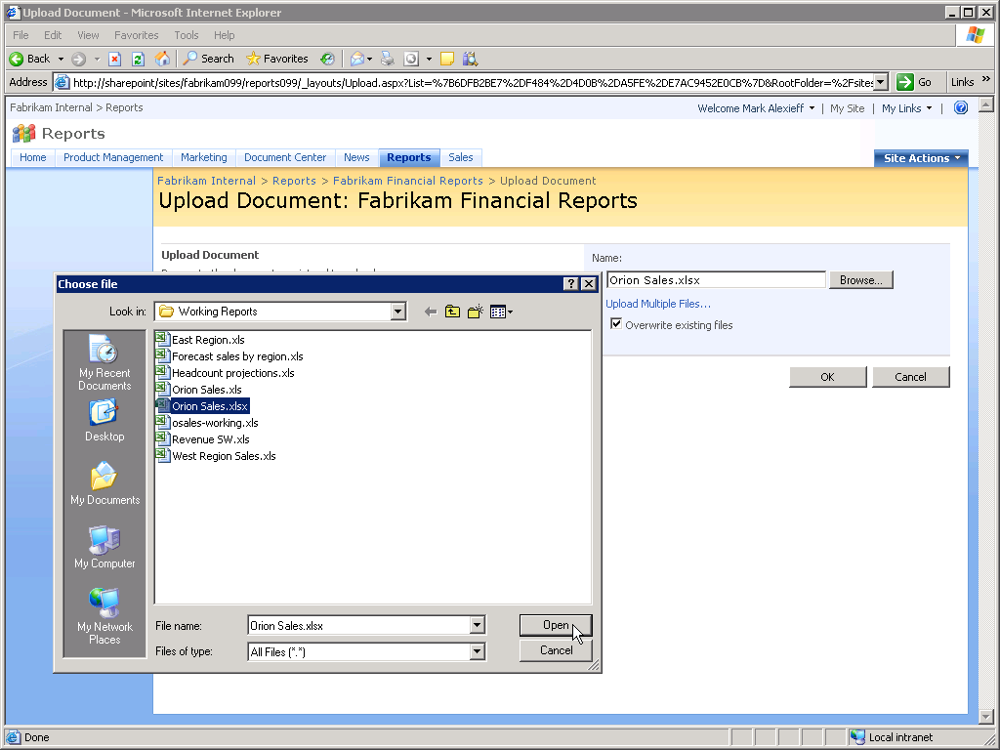 Upload Document - Microsoft Internet Explorer
File Edit View Favorites Tools Help
Back Search Favorites
Address http://sharepoint/sites/fabrikam099/reports099/_layouts/Upload.aspx?List=%7B6DFB2BE7%2DF484%2D4D0B%2DA5FE%2DE7AC9452E0CB%7D&RootFolder=%2Fsites Go Links »
Fabrikam Internal > Reports Welcome Mark Alexieff | My Site | My Links |
Reports
Home Product Management Marketing Document Center News Reports Sales Site Actions
Fabrikam Internal > Reports > Fabrikam Financial Reports > Upload Document
Upload Document: Fabrikam Financial Reports
Upload Document
Name:
Orion Sales.xlsx Browse...
Upload Multiple Files...
Overwrite existing files
OK Cancel
Choose file ?
Look in: Working Reports
My Recent Documents
Desktop
My Documents
My Computer
My Network Places
East Region.xls
Forecast sales by region.xls
Headcount projections.xls
Orion Sales.xls
Orion Sales.xlsx
osales-working.xls
Revenue SW.xls
West Region Sales.xls
File name: Orion Sales.xlsx Open
Files of type: All Files (*.*) Cancel
Done Local intranet